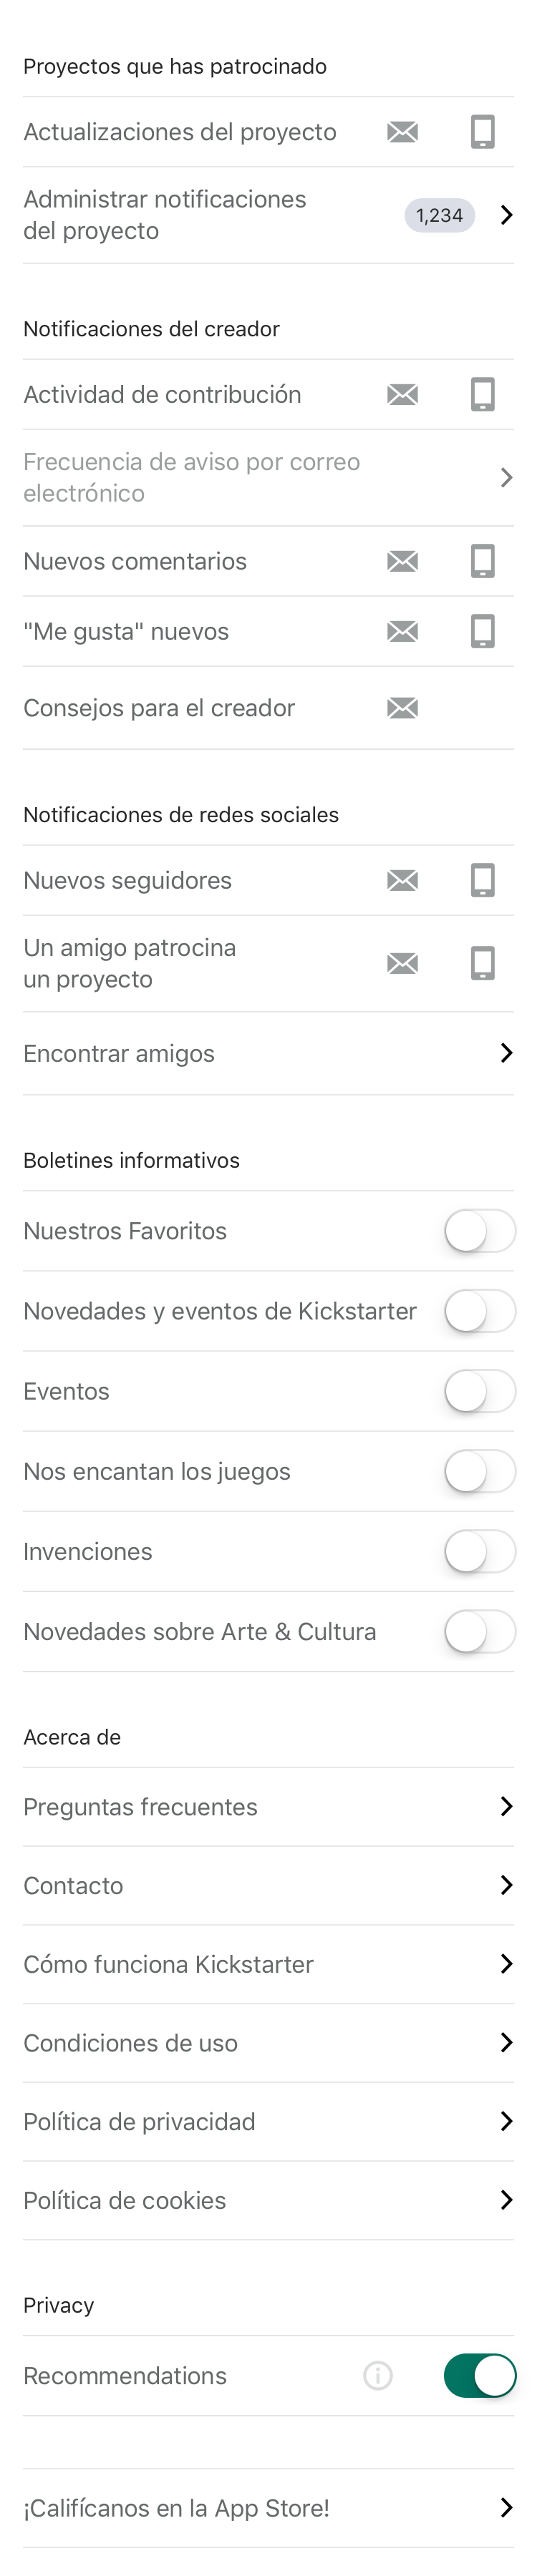 Proyectos que has patrocinado
Actualizaciones del proyecto
Administrar notificaciones
del proyecto
1,234
Notificaciones del creador
Actividad de contribución
Frecuencia de aviso por correo
electrónico
Nuevos comentarios
"Me gusta" nuevos
Consejos para el creador
Notificaciones de redes sociales
Nuevos seguidores
Un amigo patrocina
un proyecto
Encontrar amigos
Boletines informativos
Nuestros Favoritos
Novedades y eventos de Kickstarter
Eventos
Nos encantan los juegos
Invenciones
Novedades sobre Arte & Cultura
Acerca de
Preguntas frecuentes
Contacto
Cómo funciona Kickstarter
Condiciones de uso
Política de privacidad
Política de cookies
Privacy
Recommendations
¡Califícanos en la App Store!